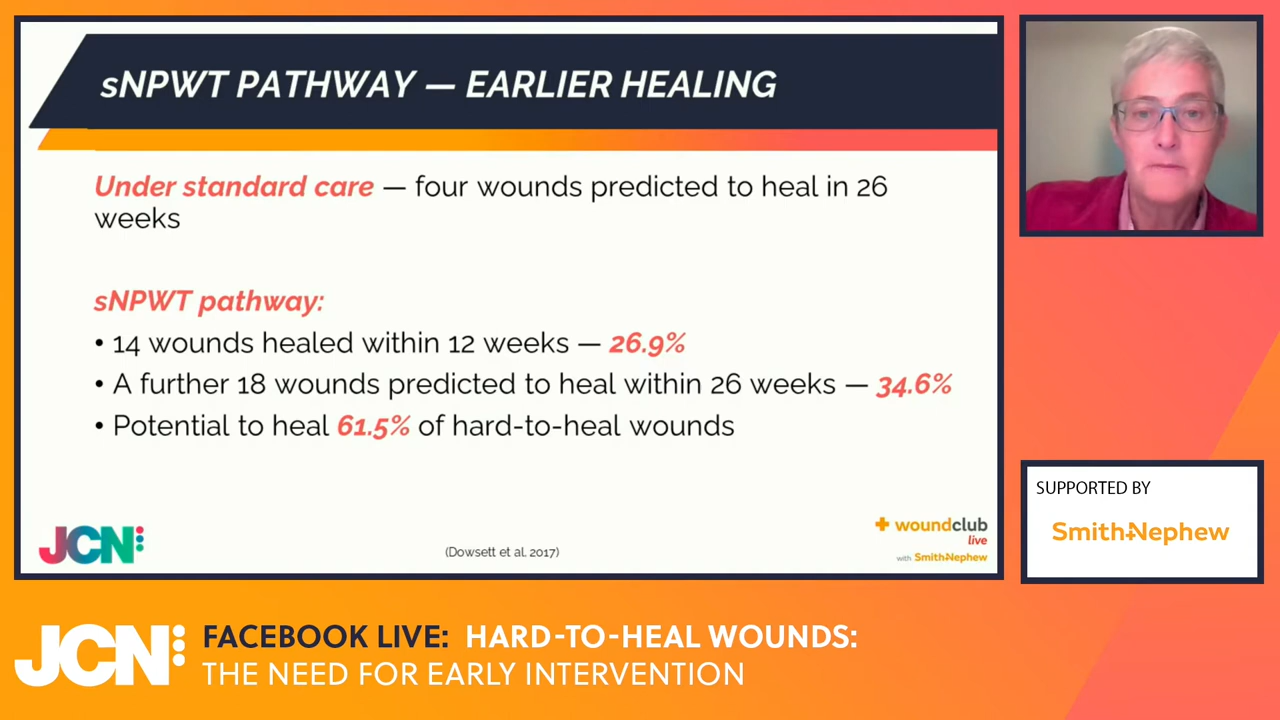 sNPWT PATHWAY — EARLIER HEALING
Under standard care — four wounds predicted to heal in 26
weeks
sNPWT pathway:
• 14 wounds healed within 12 weeks — 26.9%
• A further 18 wounds predicted to heal within 26 weeks — 34.6%
• Potential to heal 61.5% of hard-to-heal wounds
JCN
(Dowsett et al. 2017)
woundclub
live
with Smith+Nephew
SUPPORTED BY
Smith+Nephew
JCN
FACEBOOK LIVE: HARD-TO-HEAL WOUNDS:
THE NEED FOR EARLY INTERVENTION